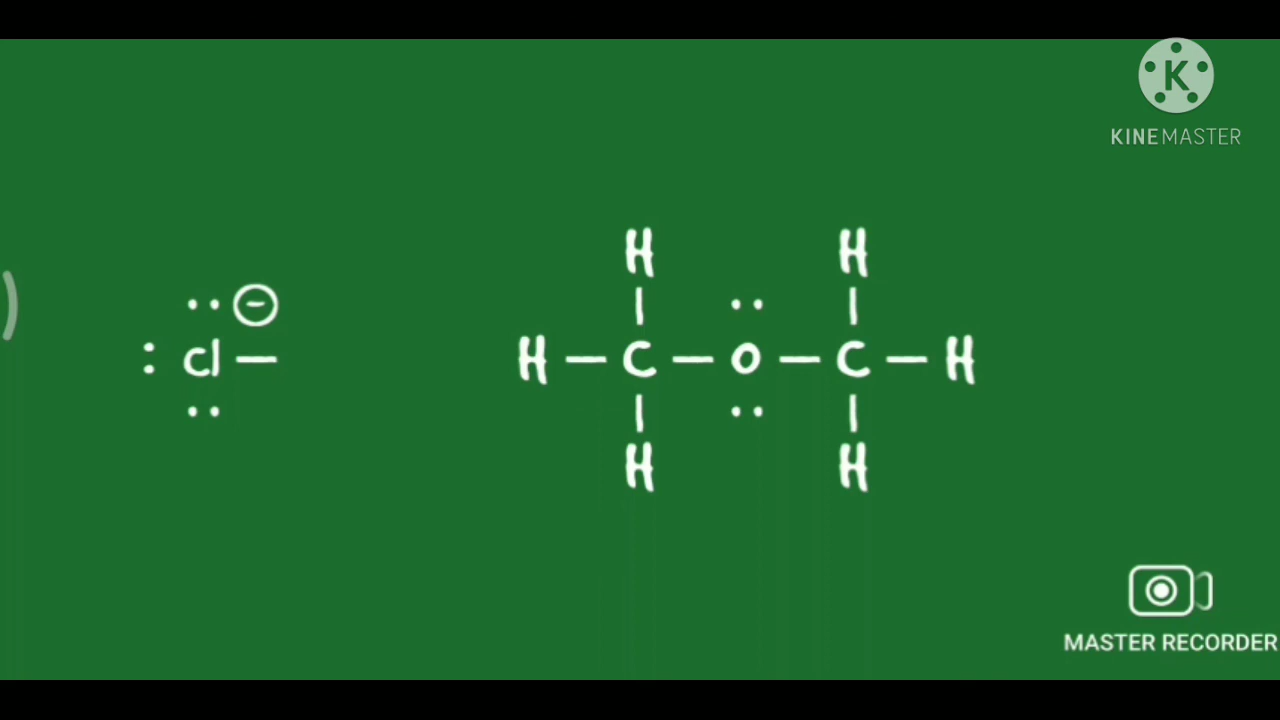 K
KINEMASTER
H H
.. ⊖ | .. |
: cl — H — C — O — C — H
.. | .. |
H H
MASTER RECORDER